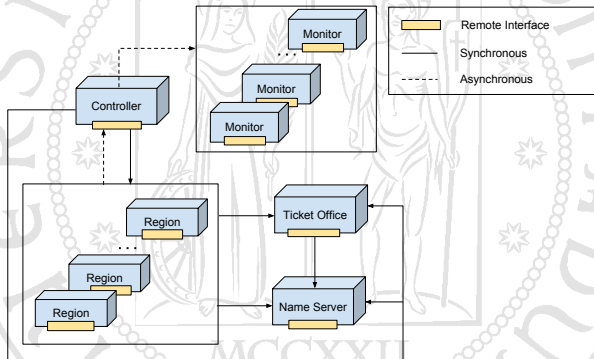 Monitor
Remote Interface
Synchronous
Asynchronous
Monitor
Monitor
Controller
Region
Ticket Office
Region
Region
Name Server
MCCXXII